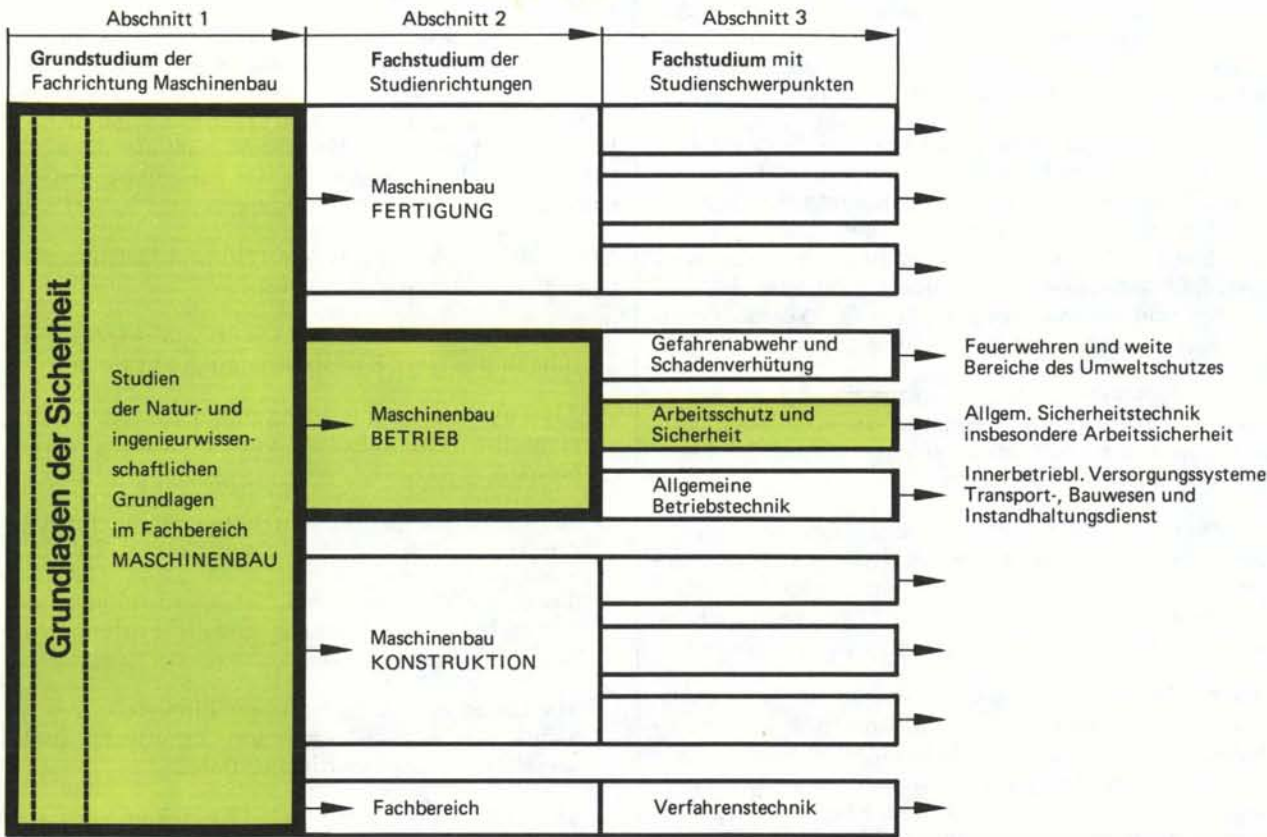 Abschnitt 1
Abschnitt 2
Abschnitt 3
Grundstudium der
Fachrichtung Maschinenbau
Fachstudium der
Studienrichtungen
Fachstudium mit
Studienschwerpunkten
Grundlagen der Sicherheit
Studien
der Natur- und
ingenieurwissen-
schaftlichen
Grundlagen
im Fachbereich
MASCHINENBAU
Maschinenbau
FERTIGUNG
Maschinenbau
BETRIEB
Gefahrenabwehr und
Schadenverhütung
Feuerwehren und weite
Bereiche des Umweltschutzes
Arbeitsschutz und
Sicherheit
Allgem. Sicherheitstechnik
insbesondere Arbeitssicherheit
Allgemeine
Betriebstechnik
Innerbetriebl. Versorgungssysteme
Transport-, Bauwesen und
Instandhaltungsdienst
Maschinenbau
KONSTRUKTION
Fachbereich
Verfahrenstechnik